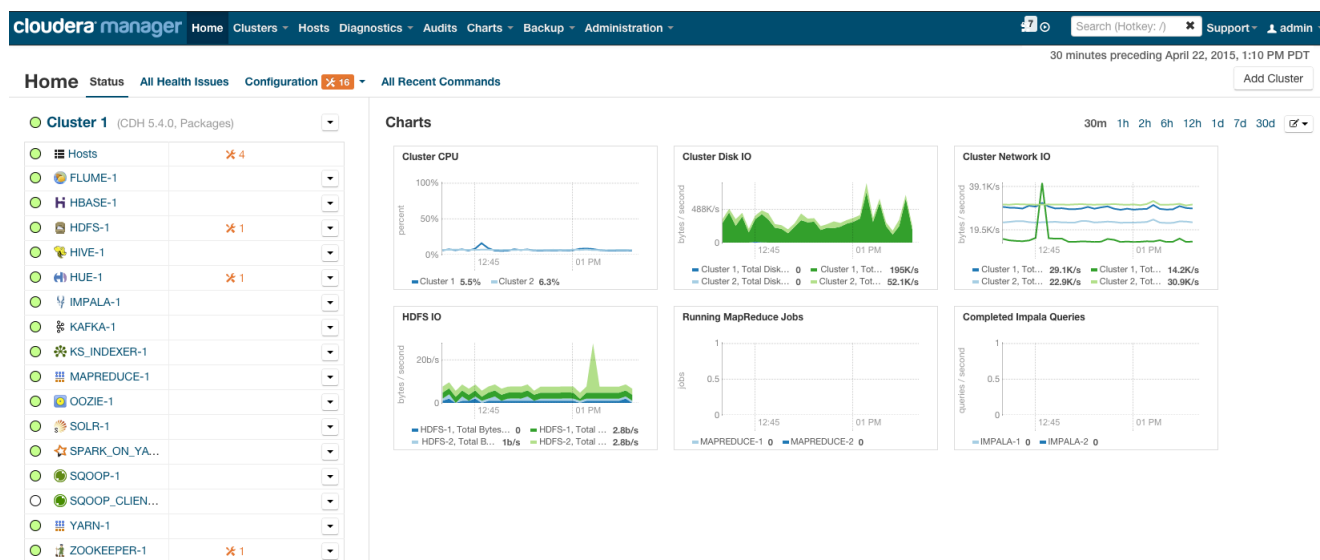 cloudera manager Home Clusters Hosts Diagnostics Audits Charts Backup Administration 7 Search (Hotkey: /) Support admin
30 minutes preceding April 22, 2015, 1:10 PM PDT
Home Status All Health Issues Configuration 16 All Recent Commands Add Cluster
Cluster 1 (CDH 5.4.0, Packages)
Hosts 4
FLUME-1
HBASE-1
HDFS-1 1
HIVE-1
HUE-1 1
IMPALA-1
KAFKA-1
KS_INDEXER-1
MAPREDUCE-1
OOZIE-1
SOLR-1
SPARK_ON_YA...
SQOOP-1
SQOOP_CLIEN...
YARN-1
ZOOKEEPER-1 1
Charts 30m 1h 2h 6h 12h 1d 7d 30d
Cluster CPU
percent
100%
50%
0%
12:45 01 PM
Cluster 1 5.5% Cluster 2 6.3%
Cluster Disk IO
bytes / second
488K/s
0
12:45 01 PM
Cluster 1, Total Disk... 0 Cluster 1, Tot... 195K/s
Cluster 2, Total Disk... 0 Cluster 2, Tot... 52.1K/s
Cluster Network IO
bytes / second
39.1K/s
19.5K/s
12:45 01 PM
Cluster 1, Tot... 29.1K/s Cluster 1, Tot... 14.2K/s
Cluster 2, Tot... 22.9K/s Cluster 2, Tot... 30.9K/s
HDFS IO
bytes / second
20b/s
0
12:45 01 PM
HDFS-1, Total Bytes... 0 HDFS-1, Total ... 2.8b/s
HDFS-2, Total B... 1b/s HDFS-2, Total ... 2.8b/s
Running MapReduce Jobs
jobs
1
0.5
0
12:45 01 PM
MAPREDUCE-1 0 MAPREDUCE-2 0
Completed Impala Queries
queries / second
1
0.5
0
12:45 01 PM
IMPALA-1 0 IMPALA-2 0